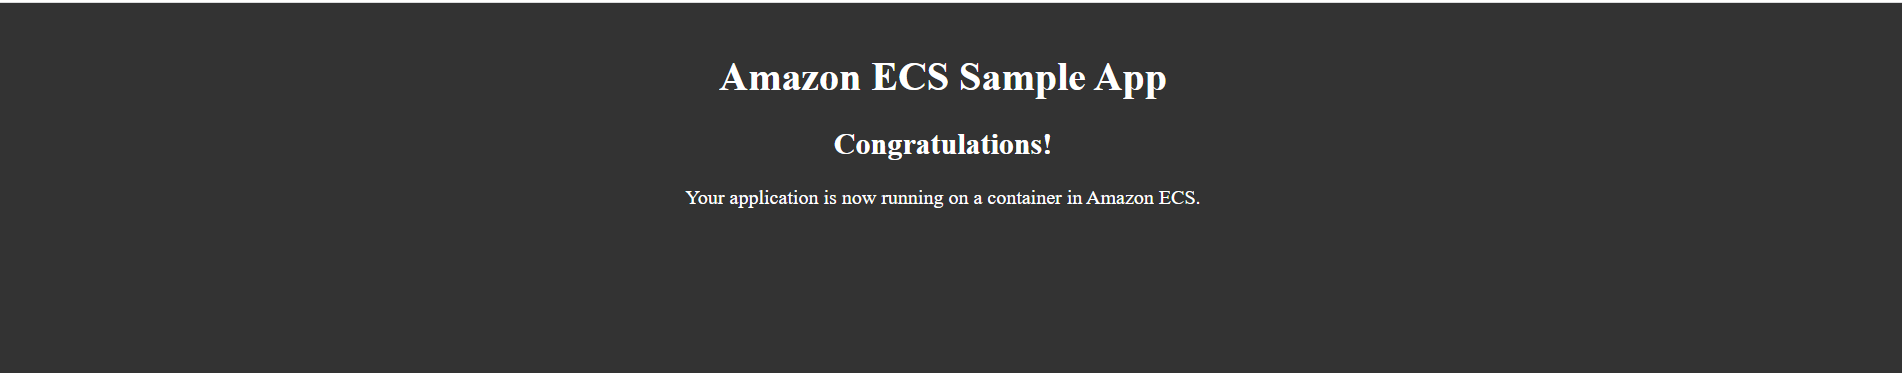 Amazon ECS Sample App
Congratulations!
Your application is now running on a container in Amazon ECS.